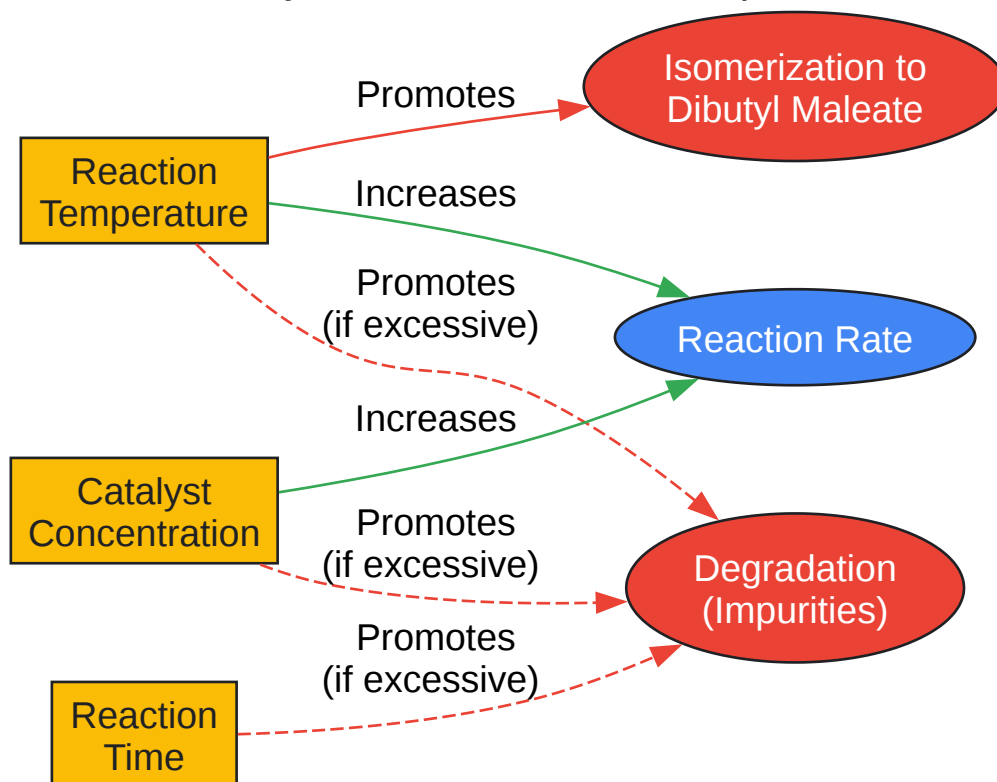 Promotes
Isomerization to
Dibutyl Maleate
Reaction
Temperature
Increases
Promotes
(if excessive)
Reaction Rate
Increases
Catalyst
Concentration
Promotes
(if excessive)
Degradation
(Impurities)
Promotes
(if excessive)
Reaction
Time